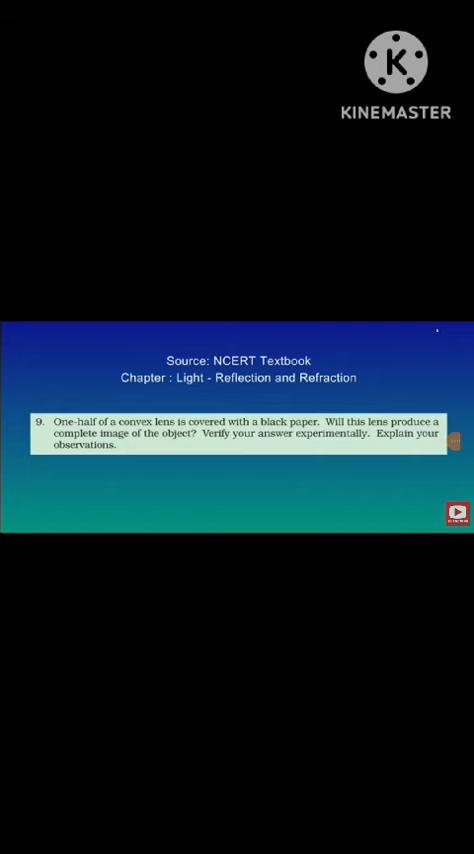 K
KINEMASTER
Source: NCERT Textbook
Chapter : Light - Reflection and Refraction
9. One-half of a convex lens is covered with a black paper. Will this lens produce a
complete image of the object? Verify your answer experimentally. Explain your
observations.